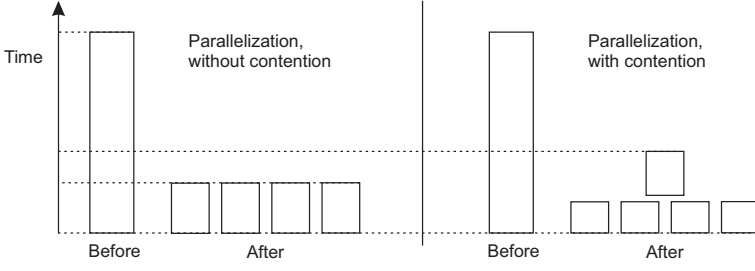 Time
Parallelization,
without contention
Before
After
Parallelization,
with contention
Before
After